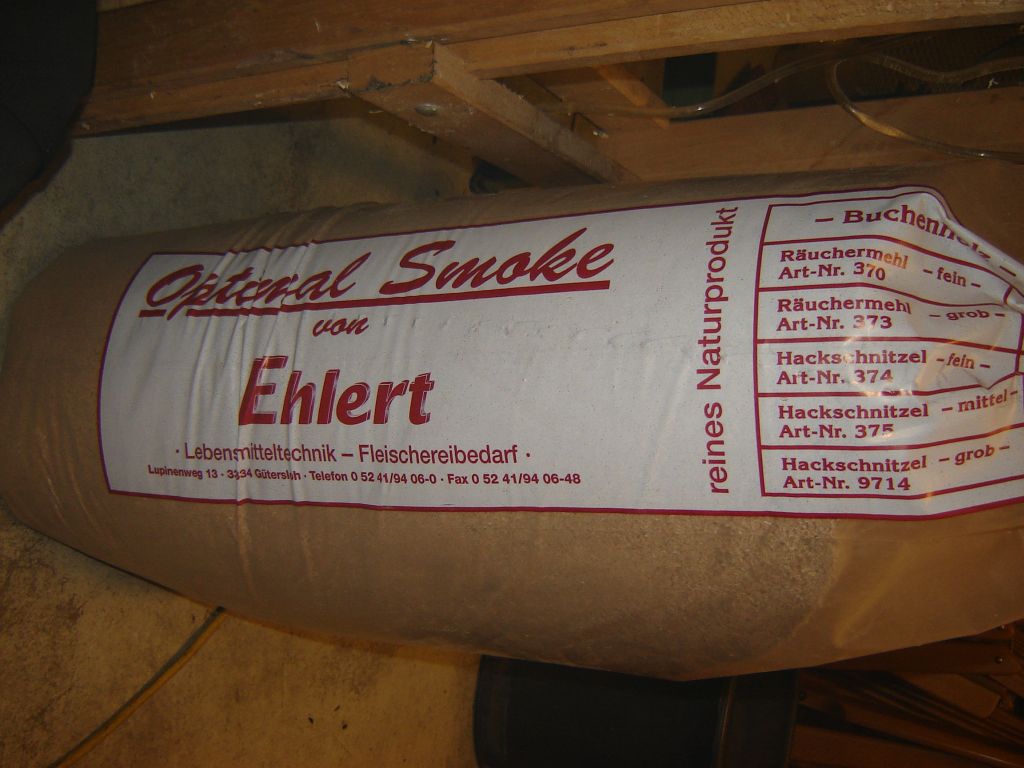 Optimal Smoke
von
Ehlert
· Lebensmitteltechnik – Fleischereibedarf ·
Lupinenweg 13 · Gütersloh · Telefon 0 52 41/94 06-0 · Fax 0 52 41/94 06-48
reines Naturprodukt
Räuchermehl – fein –
Art-Nr. 370
Räuchermehl – grob –
Art-Nr. 373
Hackschnitzel – fein –
Art-Nr. 374
Hackschnitzel – mittel –
Art-Nr. 375
Hackschnitzel – grob –
Art-Nr. 9714